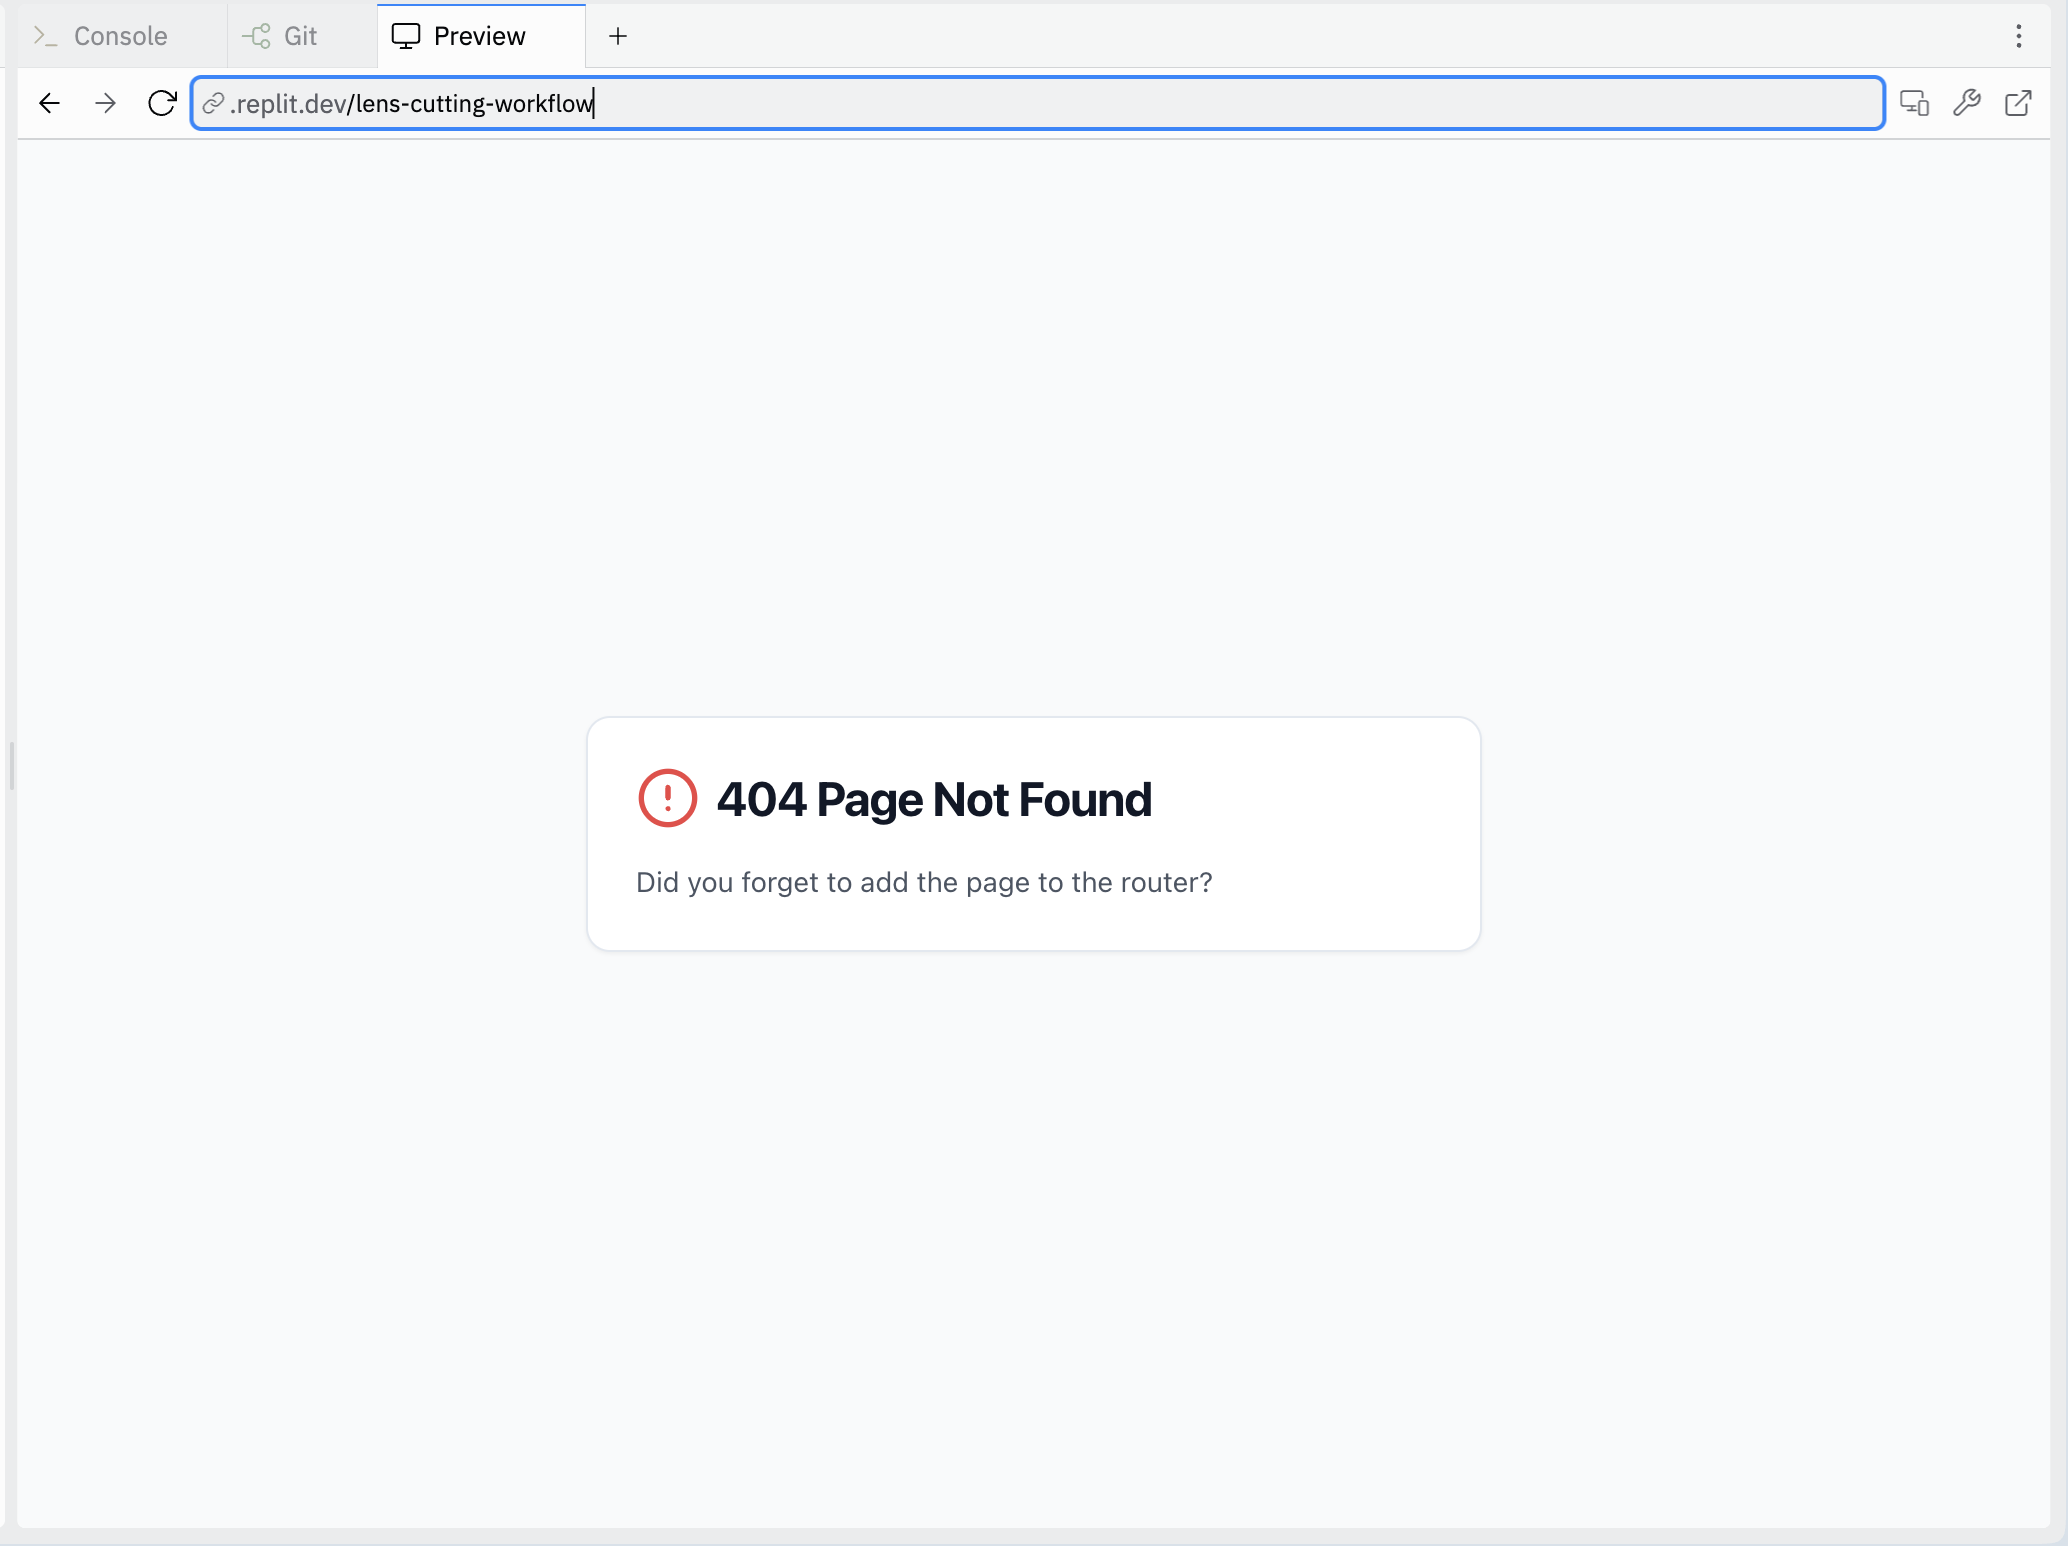 Console
Git
Preview
.replit.dev/lens-cutting-workflow
404 Page Not Found
Did you forget to add the page to the router?